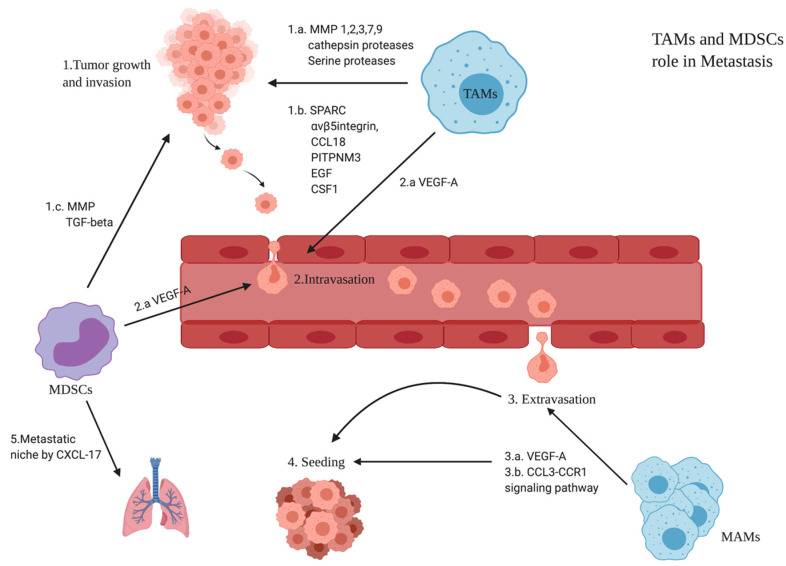 TAMs and MDSCs
role in Metastasis
1.Tumor growth
and invasion
1.a. MMP 1,2,3,7,9
cathepsin proteases
Serine proteases
TAMs
1.b. SPARC
αvβ5integrin,
CCL18
PITPNM3
EGF
CSF1
2.a VEGF-A
1.c. MMP
TGF-beta
2.a VEGF-A
2.Intravasation
MDSCs
3. Extravasation
5.Metastatic
niche by CXCL-17
4. Seeding
3.a. VEGF-A
3.b. CCL3-CCR1
signaling pathway
MAMs